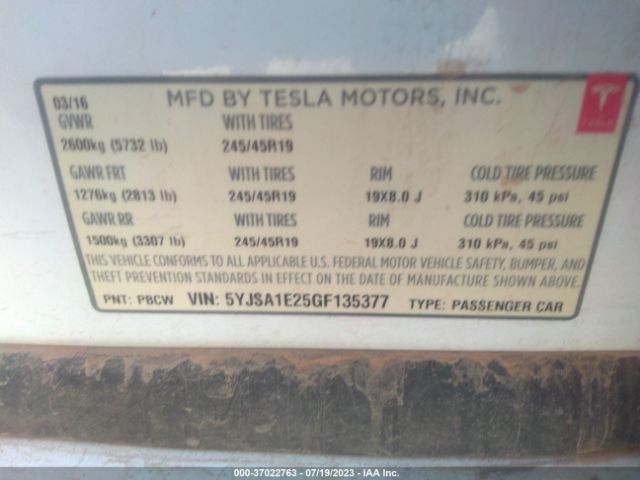 03/16 MFD BY TESLA MOTORS, INC.
TESLA
GVWR WITH TIRES
2600kg (5732 lb) 245/45R19
GAWR FRT WITH TIRES RIM COLD TIRE PRESSURE
1276kg (2813 lb) 245/45R19 19X8.0 J 310 kPa, 45 psi
GAWR RR WITH TIRES RIM COLD TIRE PRESSURE
1500kg (3307 lb) 245/45R19 19X8.0 J 310 kPa, 45 psi
THIS VEHICLE CONFORMS TO ALL APPLICABLE U.S. FEDERAL MOTOR VEHICLE SAFETY, BUMPER, AND
THEFT PREVENTION STANDARDS IN EFFECT ON THE DATE OF MANUFACTURE SHOWN ABOVE.
PNT: PBCW VIN: 5YJSA1E25GF135377 TYPE: PASSENGER CAR
000-37022763 - 07/19/2023 - IAA Inc.